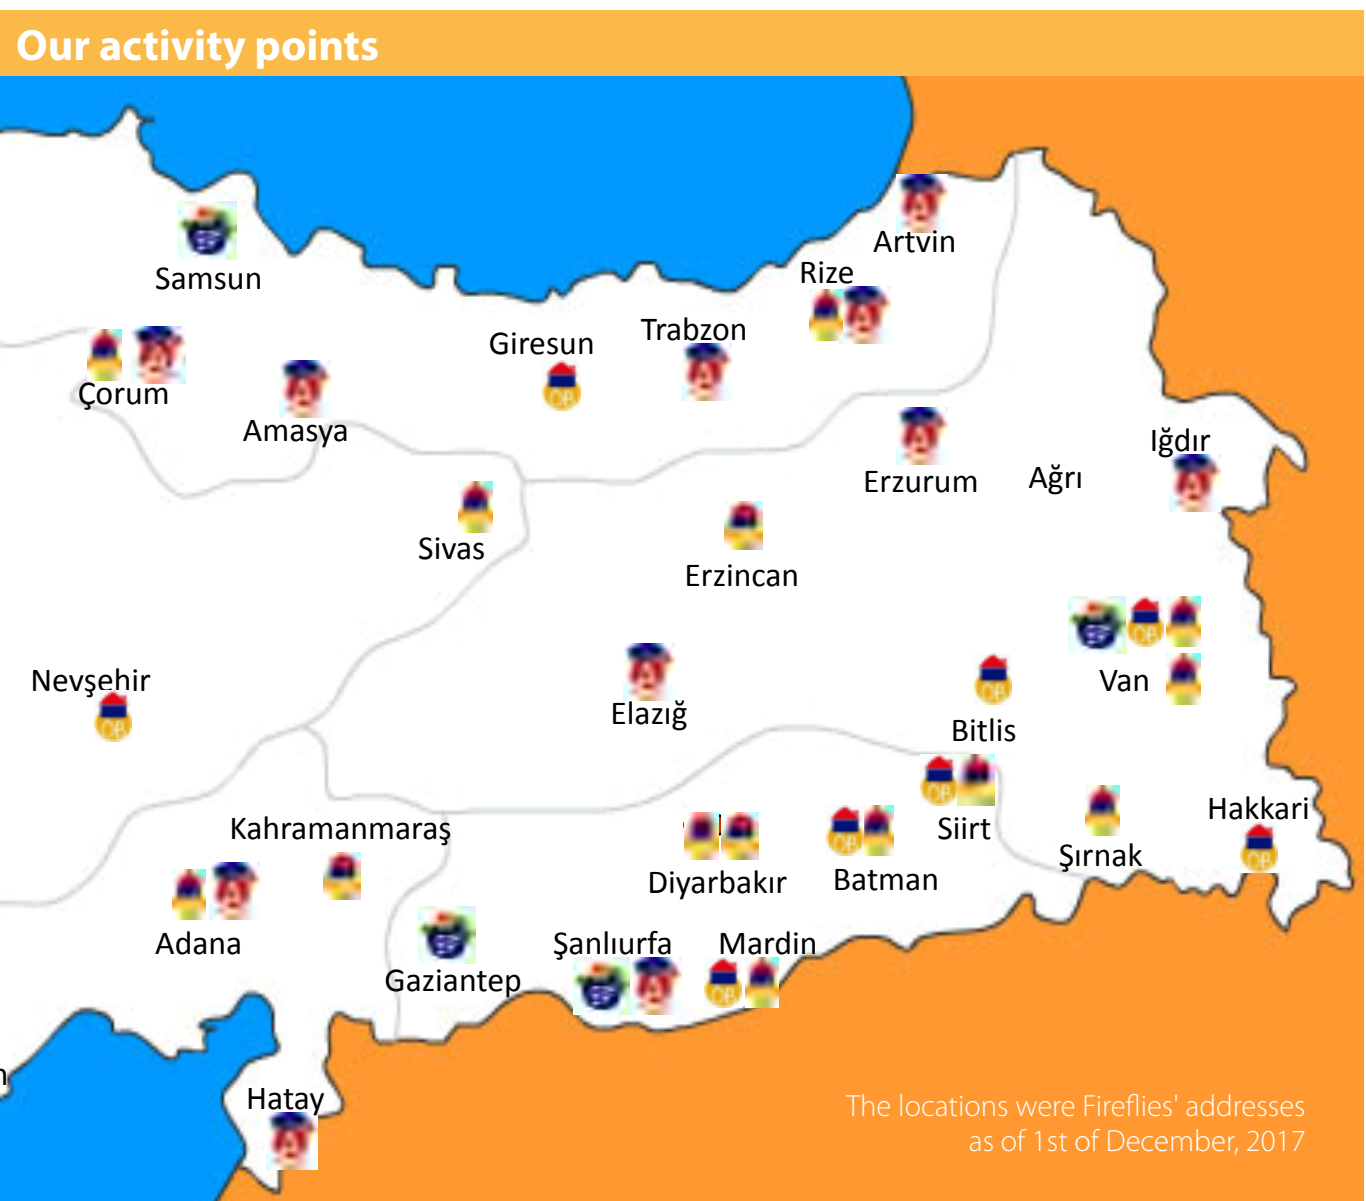 Our activity points
Artvin
Rize
Samsun
Trabzon
Giresun
Çorum
Amasya
Iğdır
Ağrı
Erzurum
Sivas
Erzincan
Nevşehir
Van
Elazığ
Bitlis
Hakkari
Kahramanmaraş
Siirt
Şırnak
Diyarbakır
Batman
Adana
Şanlıurfa
Mardin
Gaziantep
Hatay
The locations were Fireflies' addresses
as of 1st of December, 2017